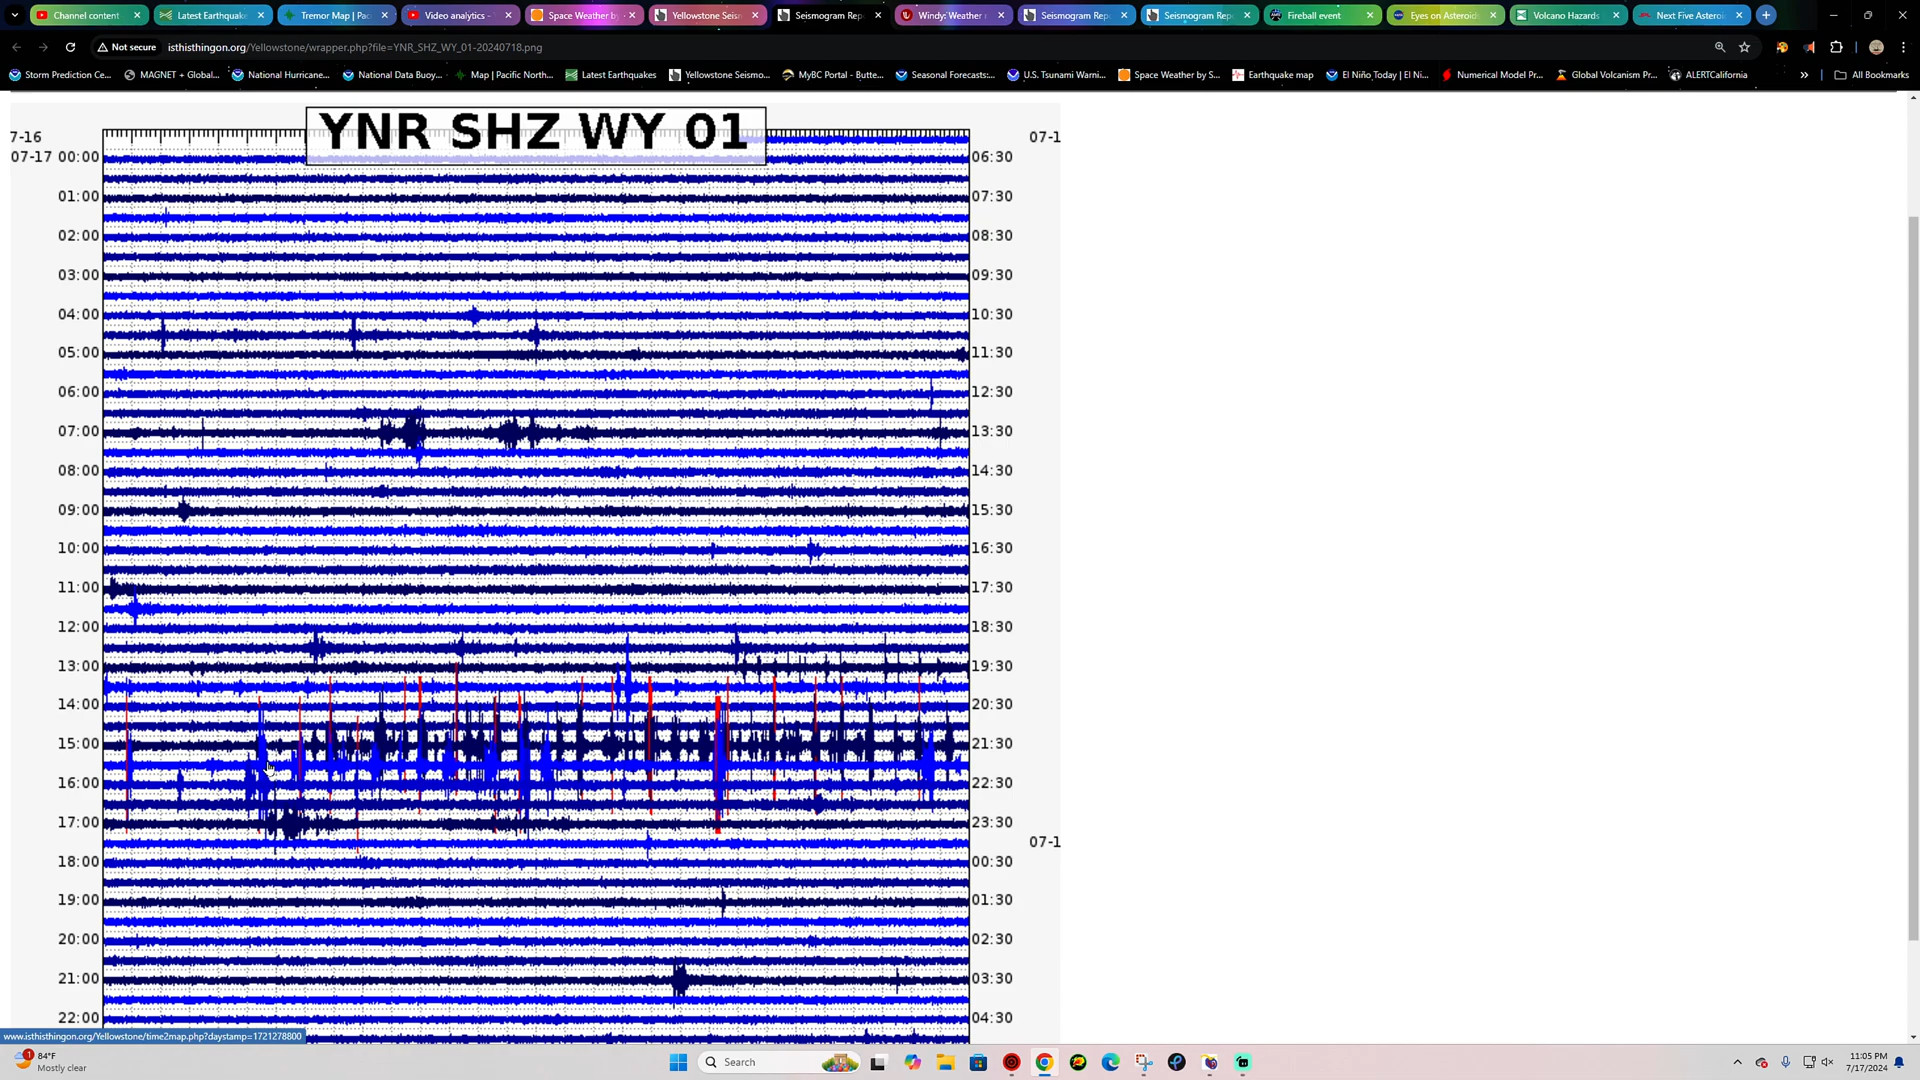 Channel content
Latest Earthquake
Tremor Map | Pac
Video analytics -
Space Weather by
Yellowstone Seis
Seismogram Rep
Windy: Weather
Seismogram Rep
Seismogram Rep
Fireball event
Eyes on Asteroid
Volcano Hazards
Next Five Asteroi
Not secure
isthisthingon.org/Yellowstone/wrapper.php?file=YNR_SHZ_WY_01-20240718.png
Storm Prediction Ce...
MAGNET + Global...
National Hurricane...
National Data Buoy...
Map | Pacific North...
Latest Earthquakes
Yellowstone Seismo...
MyBC Portal - Butte...
Seasonal Forecasts:...
U.S. Tsunami Warni...
Space Weather by S...
Earthquake map
El Niño Today | El Ni...
Numerical Model Pr...
Global Volcanism Pr...
ALERTCalifornia
All Bookmarks
YNR SHZ WY 01
7-16
07-1
07-17 00:00
06:30
01:00
07:30
02:00
08:30
03:00
09:30
04:00
10:30
05:00
11:30
06:00
12:30
07:00
13:30
08:00
14:30
09:00
15:30
10:00
16:30
11:00
17:30
12:00
18:30
13:00
19:30
14:00
20:30
15:00
21:30
16:00
22:30
17:00
23:30
07-1
18:00
00:30
19:00
01:30
20:00
02:30
21:00
03:30
22:00
04:30
www.isthisthingon.org/Yellowstone/time2map.php?daystamp=1721278800
1
84°F
Mostly clear
Search
11:05 PM
7/17/2024